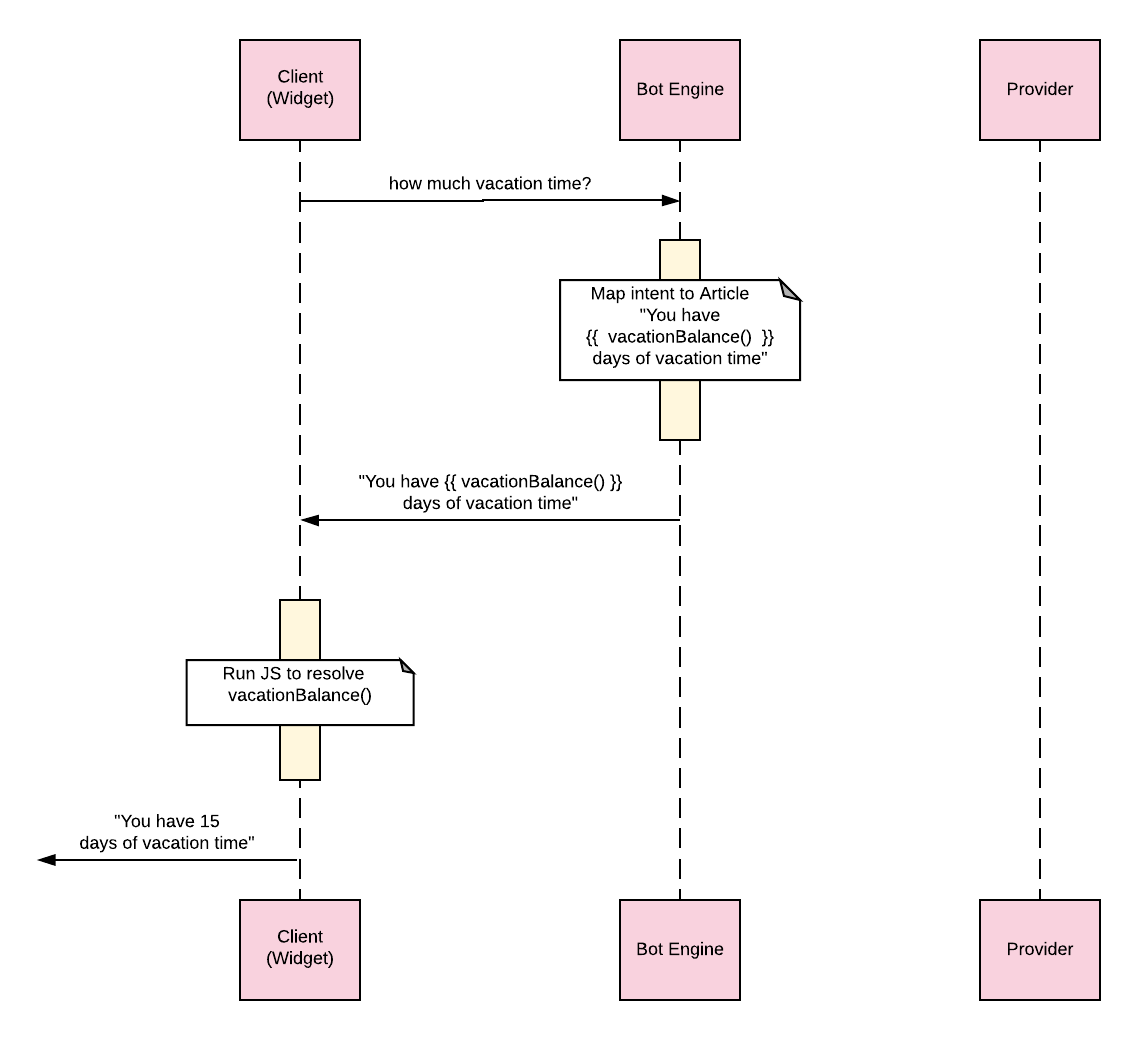 Client
(Widget)
Bot Engine
Provider
how much vacation time?
Map intent to Article
"You have
{{  vacationBalance()  }}
days of vacation time"
"You have {{ vacationBalance() }}
days of vacation time"
Run JS to resolve
vacationBalance()
"You have 15
days of vacation time"
Client
(Widget)
Bot Engine
Provider